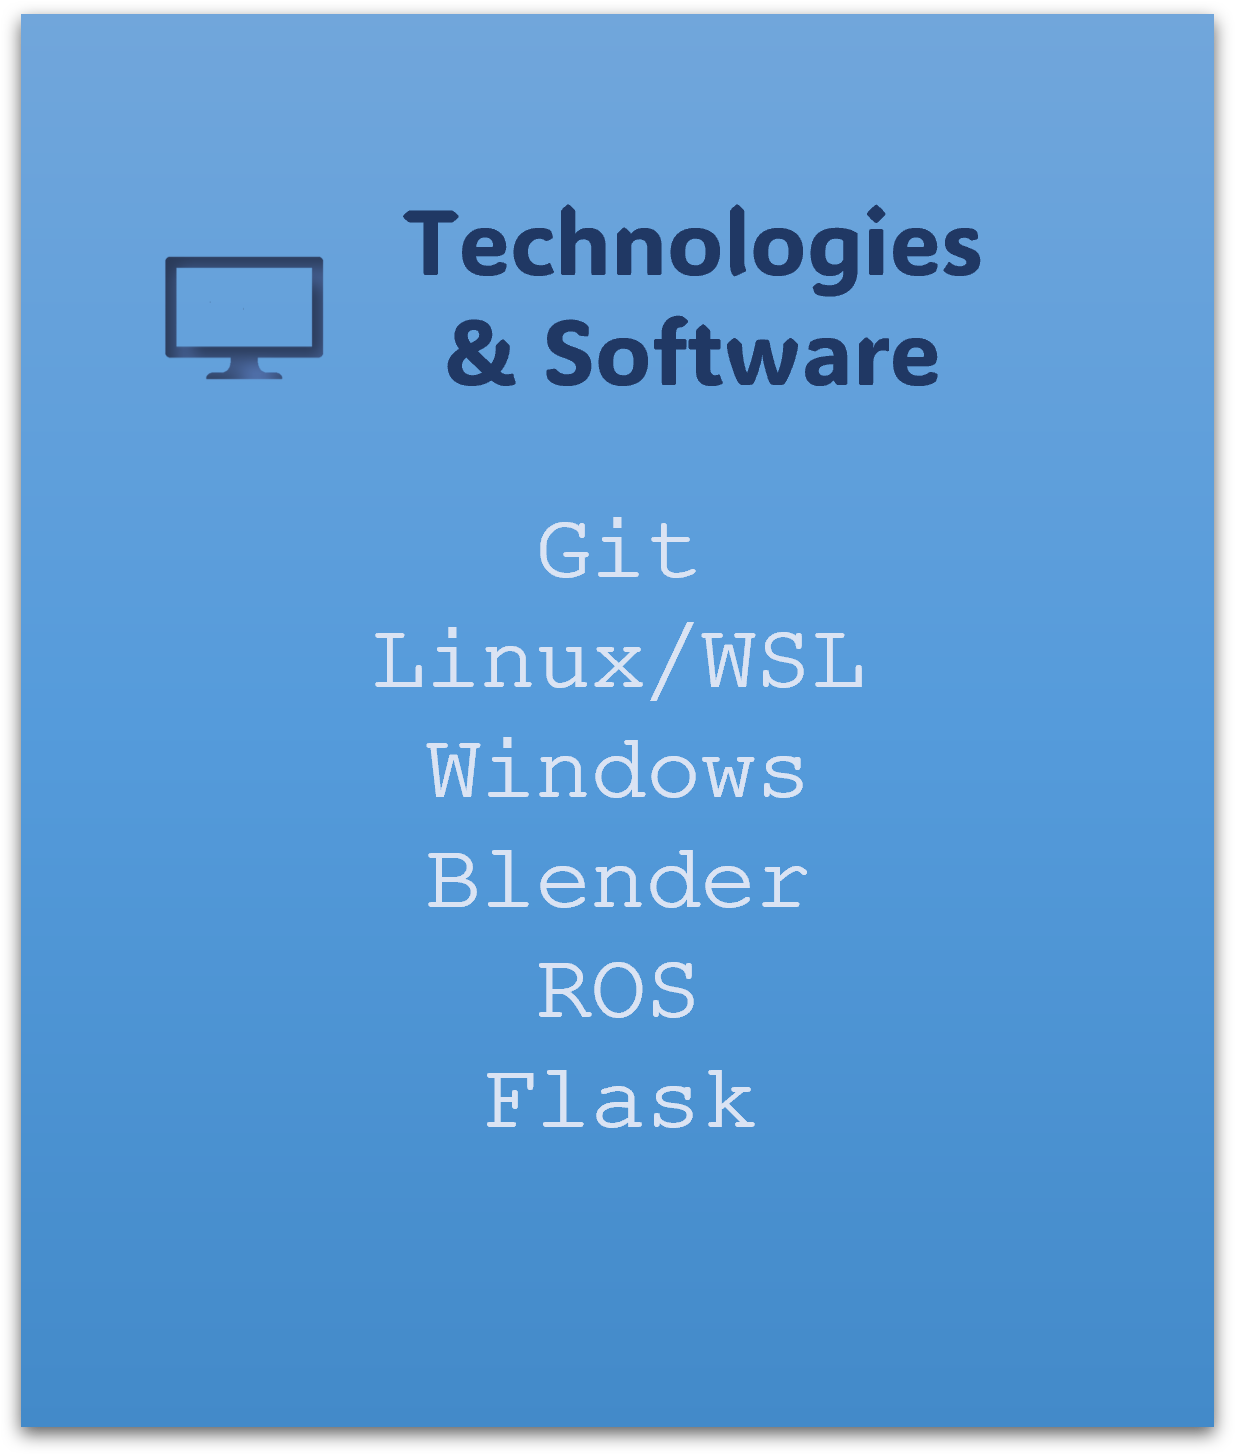 Technologies
& Software
Git
Linux/WSL
Windows
Blender
ROS
Flask